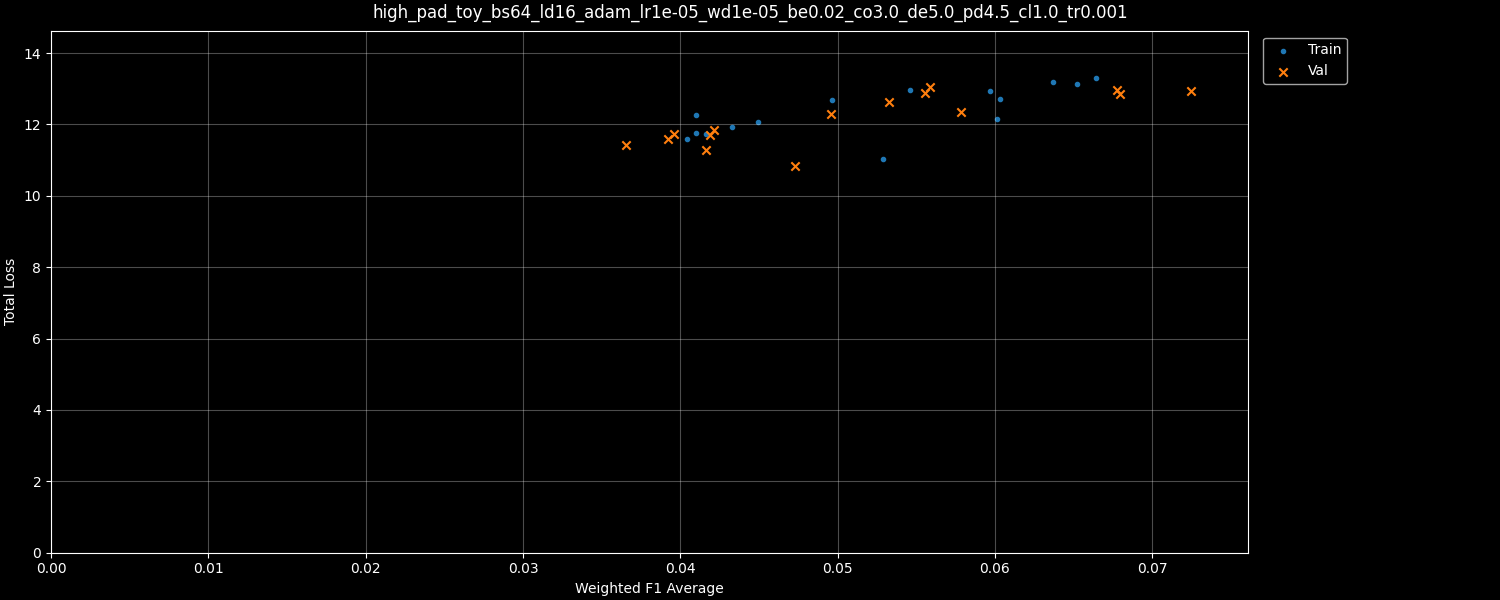 high_pad_toy_bs64_ld16_adam_lr1e-05_wd1e-05_be0.02_co3.0_de5.0_pd4.5_cl1.0_tr0.001
Train
Val
14
12
10
8
6
4
2
0
Total Loss
0.00 0.01 0.02 0.03 0.04 0.05 0.06 0.07
Weighted F1 Average